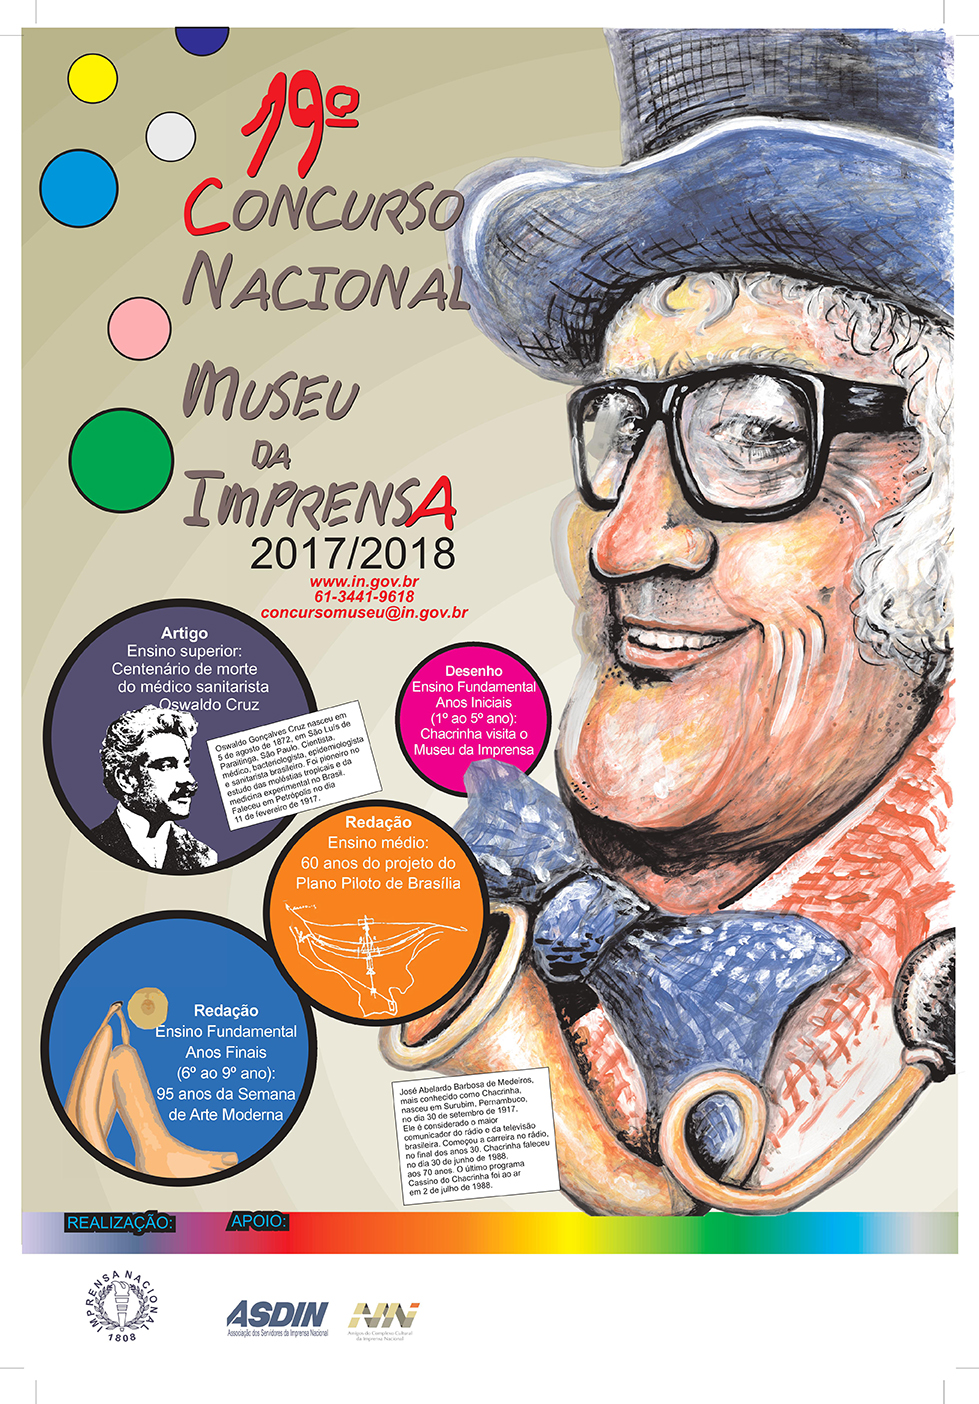 19º
CONCURSO
NACIONAL
MUSEU
DA
IMPRENSA
2017/2018
www.in.gov.br
61-3441-9618
concursomuseu@in.gov.br
Artigo
Ensino superior:
Centenário de morte
do médico sanitarista
Oswaldo Cruz
Oswaldo Gonçalves Cruz nasceu em
5 de agosto de 1872, em São Luís de
Paraitinga, São Paulo. Cientista,
médico, bacteriologista, epidemiologista
e sanitarista brasileiro. Foi pioneiro no
estudo das moléstias tropicais e da
medicina experimental no Brasil.
Faleceu em Petrópolis no dia
11 de fevereiro de 1917.
Desenho
Ensino Fundamental
Anos Iniciais
(1º ao 5º ano):
Chacrinha visita o
Museu da Imprensa
Redação
Ensino médio:
60 anos do projeto do
Plano Piloto de Brasília
Redação
Ensino Fundamental
Anos Finais
(6º ao 9º ano):
95 anos da Semana
de Arte Moderna
José Abelardo Barbosa de Medeiros,
mais conhecido como Chacrinha,
nasceu em Surubim, Pernambuco,
no dia 30 de setembro de 1917.
Ele é considerado o maior
comunicador do rádio e da televisão
brasileira. Começou a carreira no rádio,
no final dos anos 30. Chacrinha faleceu
no dia 30 de junho de 1988,
aos 70 anos. O último programa
Cassino do Chacrinha foi ao ar
em 2 de julho de 1988.
REALIZAÇÃO:
APOIO:
IMPRENSA NACIONAL
1808
ASDIN
Associação dos Servidores da Imprensa Nacional
Amigos do Complexo Cultural
da Imprensa Nacional